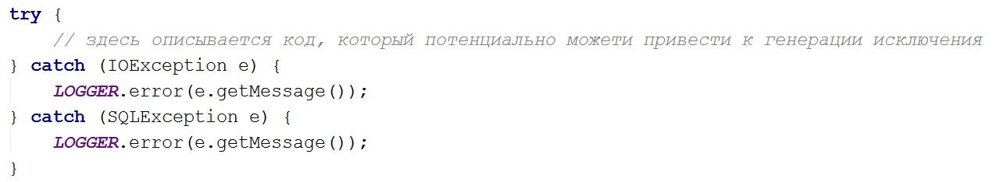 try {
    // здесь описывается код, который потенциально можети привести к генерации исключения
} catch (IOException e) {
    LOGGER.error(e.getMessage());
} catch (SQLException e) {
    LOGGER.error(e.getMessage());
}